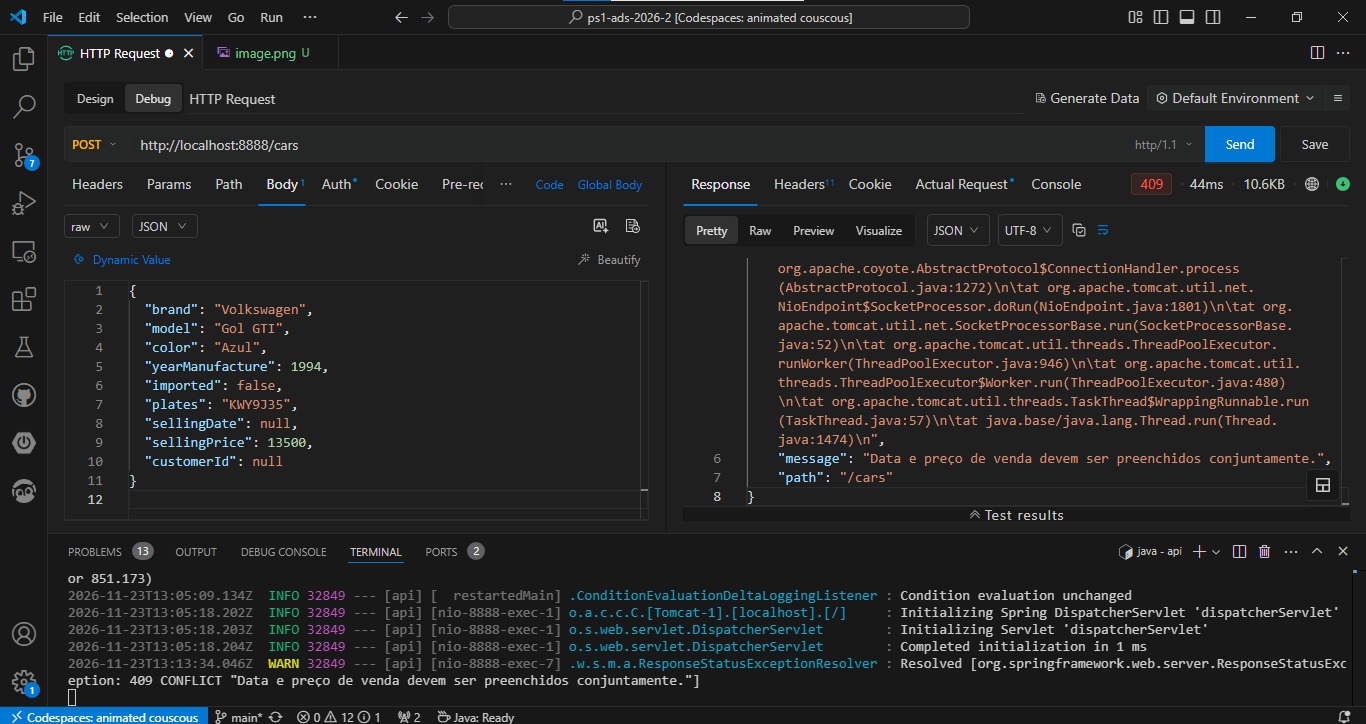 File Edit Selection View Go Run ··· ps1-ads-2026-2 [Codespaces: animated couscous]
HTTP HTTP Request image.png U
Design Debug HTTP Request Generate Data Default Environment
POST http://localhost:8888/cars http/1.1 Send Save
Headers Params Path Body 1 Auth Cookie Pre-rec ··· Code Global Body
raw JSON
Dynamic Value Beautify
1 {
2 "brand": "Volkswagen",
3 "model": "Gol GTI",
4 "color": "Azul",
5 "yearManufacture": 1994,
6 "imported": false,
7 "plates": "KWY9J35",
8 "sellingDate": null,
9 "sellingPrice": 13500,
10 "customerId": null
11 }
12
Response Headers 11 Cookie Actual Request Console 409 44ms 10.6KB
Pretty Raw Preview Visualize JSON UTF-8
org.apache.coyote.AbstractProtocol$ConnectionHandler.process
(AbstractProtocol.java:1272)\n\tat org.apache.tomcat.util.net.
NioEndpoint$SocketProcessor.doRun(NioEndpoint.java:1801)\n\tat org.
apache.tomcat.util.net.SocketProcessorBase.run(SocketProcessorBase.
java:52)\n\tat org.apache.tomcat.util.threads.ThreadPoolExecutor.
runWorker(ThreadPoolExecutor.java:946)\n\tat org.apache.tomcat.util.
threads.ThreadPoolExecutor$Worker.run(ThreadPoolExecutor.java:480)
\n\tat org.apache.tomcat.util.threads.TaskThread$WrappingRunnable.run
(TaskThread.java:57)\n\tat java.base/java.lang.Thread.run(Thread.
java:1474)\n",
6 "message": "Data e preço de venda devem ser preenchidos conjuntamente.",
7 "path": "/cars"
8 }
Test results
PROBLEMS 13 OUTPUT DEBUG CONSOLE TERMINAL PORTS 2 java - api
or 851.173)
2026-11-23T13:05:09.134Z INFO 32849 --- [api] [ restartedMain] .ConditionEvaluationDeltaLoggingListener : Condition evaluation unchanged
2026-11-23T13:05:18.202Z INFO 32849 --- [api] [nio-8888-exec-1] o.a.c.c.C.[Tomcat-1].[localhost].[/] : Initializing Spring DispatcherServlet 'dispatcherServlet'
2026-11-23T13:05:18.203Z INFO 32849 --- [api] [nio-8888-exec-1] o.s.web.servlet.DispatcherServlet : Initializing Servlet 'dispatcherServlet'
2026-11-23T13:05:18.204Z INFO 32849 --- [api] [nio-8888-exec-1] o.s.web.servlet.DispatcherServlet : Completed initialization in 1 ms
2026-11-23T13:13:34.046Z WARN 32849 --- [api] [nio-8888-exec-7] .w.s.m.a.ResponseStatusExceptionResolver : Resolved [org.springframework.web.server.ResponseStatusExc
eption: 409 CONFLICT "Data e preço de venda devem ser preenchidos conjuntamente."]
7
1
Codespaces: animated couscous main* 0 12 1 2 Java: Ready